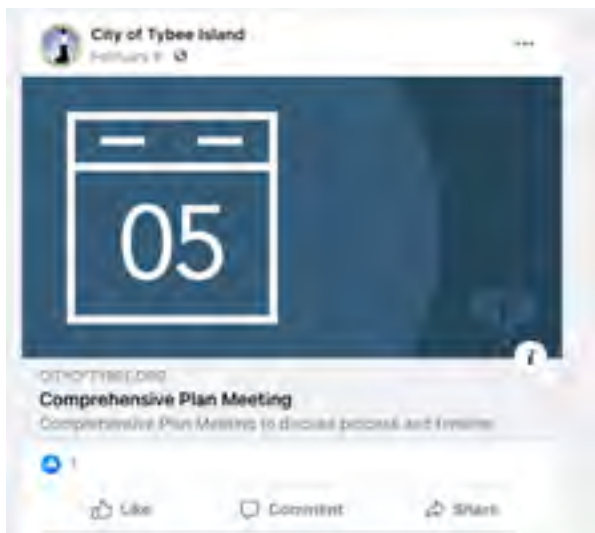 City of Tybee Island
February
05
CITYOFTYBEE.ORG
Comprehensive Plan Meeting
Comprehensive Plan Meeting to discuss process and timeline
1
Like
Comment
Share